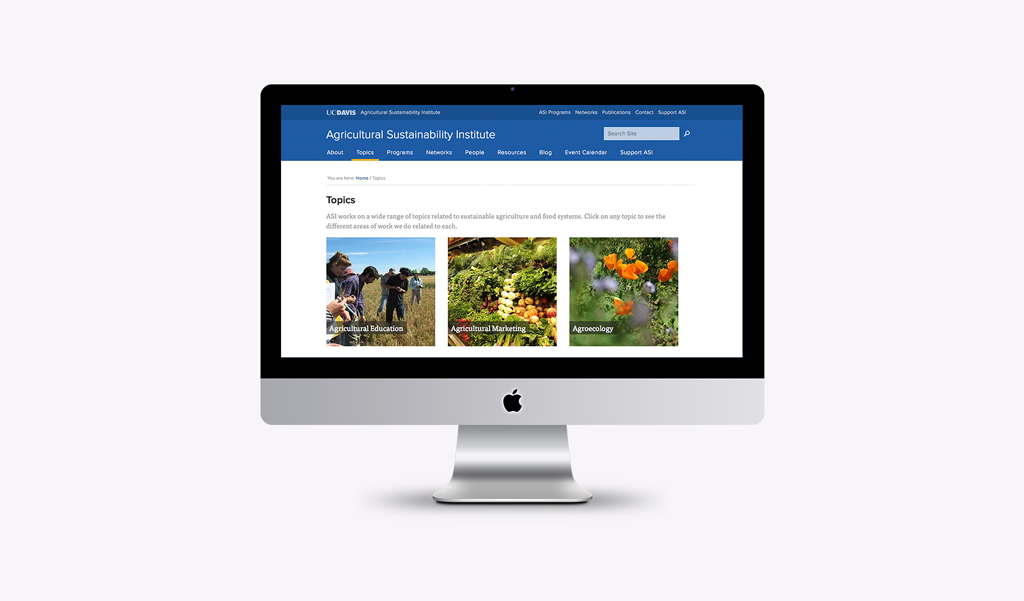 UCDAVIS Agricultural Sustainability Institute
ASI Programs Networks Publications Contact Support ASI
Agricultural Sustainability Institute
Search Site
About Topics Programs Networks People Resources Blog Event Calendar Support ASI
You are here: Home / Topics
Topics
ASI works on a wide range of topics related to sustainable agriculture and food systems. Click on any topic to see the
different areas of work we do related to each.
Agricultural Education
Agricultural Marketing
Agroecology